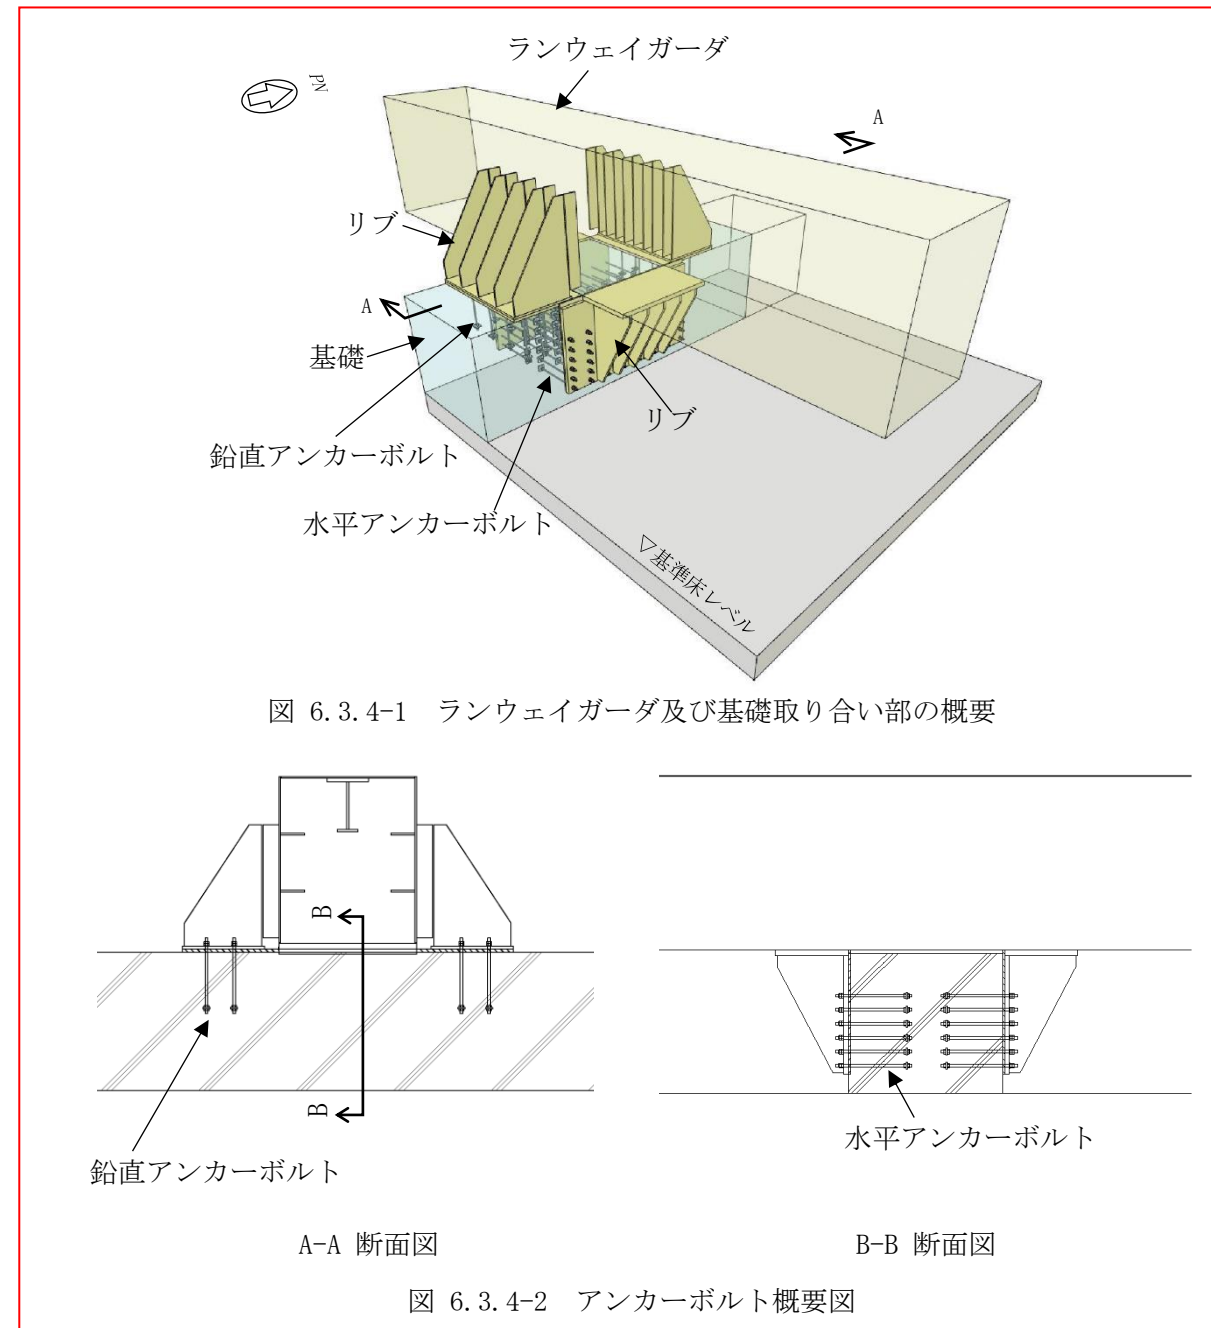 ランウェイガーダ
PN
A
リブ
A
基礎
リブ
鉛直アンカーボルト
水平アンカーボルト
▽基準床レベル
図 6.3.4-1 ランウェイガーダ及び基礎取り合い部の概要
B
B
鉛直アンカーボルト
水平アンカーボルト
A-A 断面図
B-B 断面図
図 6.3.4-2 アンカーボルト概要図